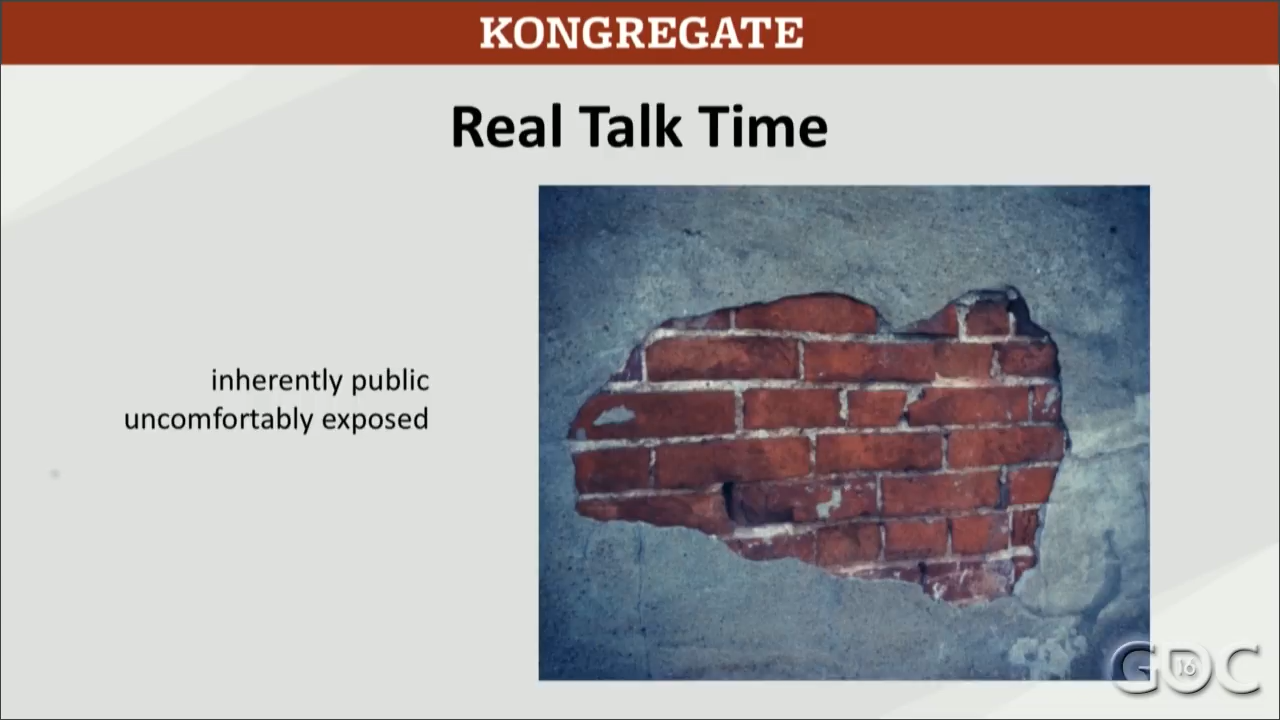 KONGREGATE
Real Talk Time
inherently public
uncomfortably exposed
GDC
16